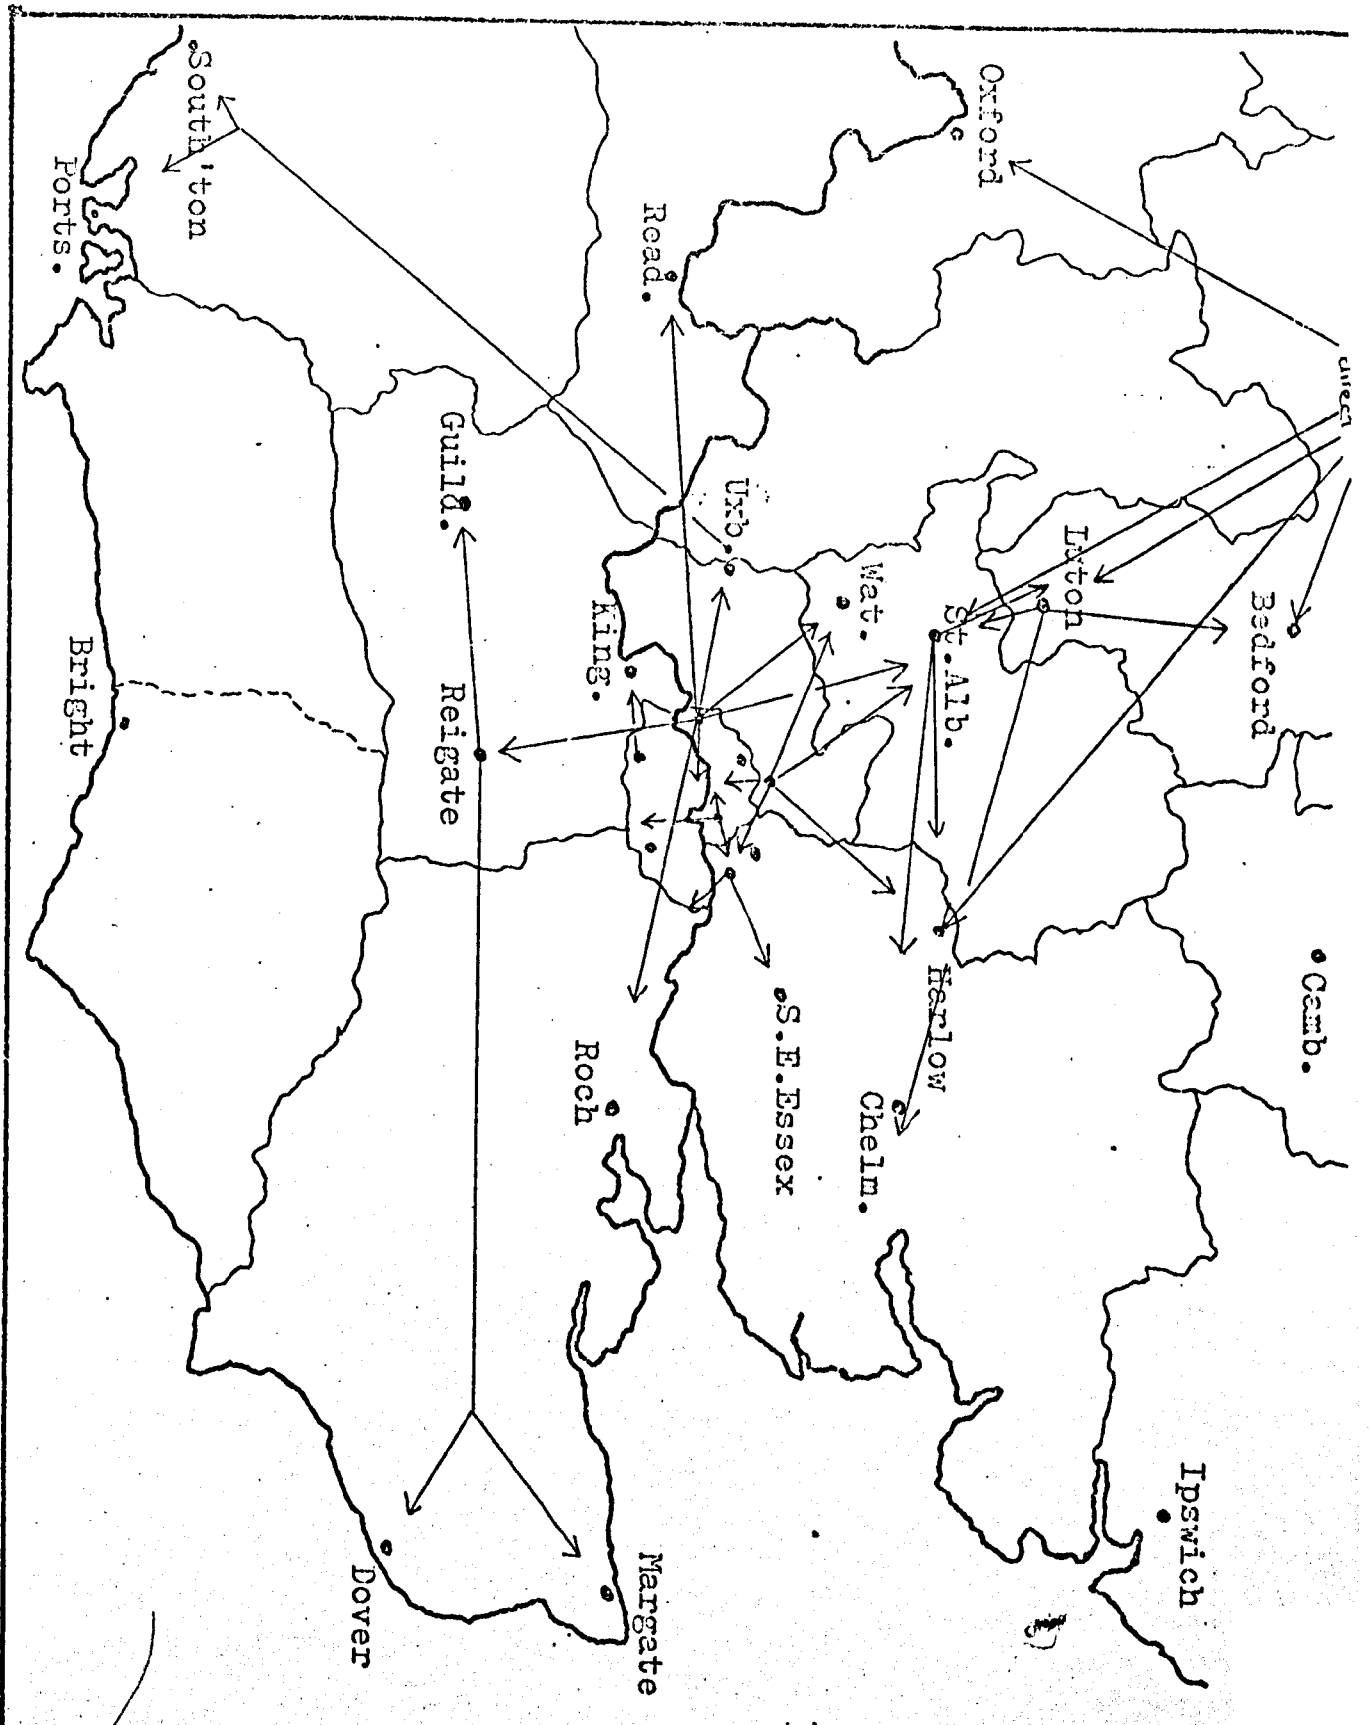 direct
Bedford
Camb.
Ipswich
Oxford
Luton
St.Alb.
Harlow
Wat.
Chelm.
Uxb.
S.E.Essex
Read.
King.
Roch
Margate
Guild.
Reigate
Dover
South'ton
Ports.
Bright